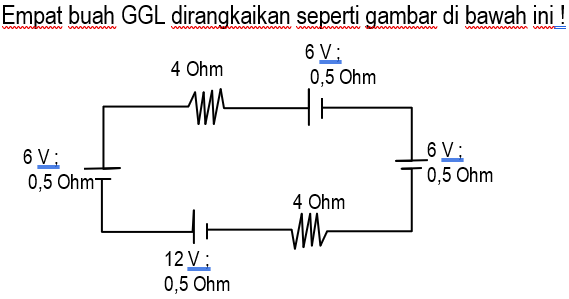 Empat buah GGL dirangkaikan seperti gambar di bawah ini !
6 V ;
0,5 Ohm
4 Ohm
6 V ;
0,5 Ohm
6 V ;
0,5 Ohm
4 Ohm
12 V ;
0,5 Ohm